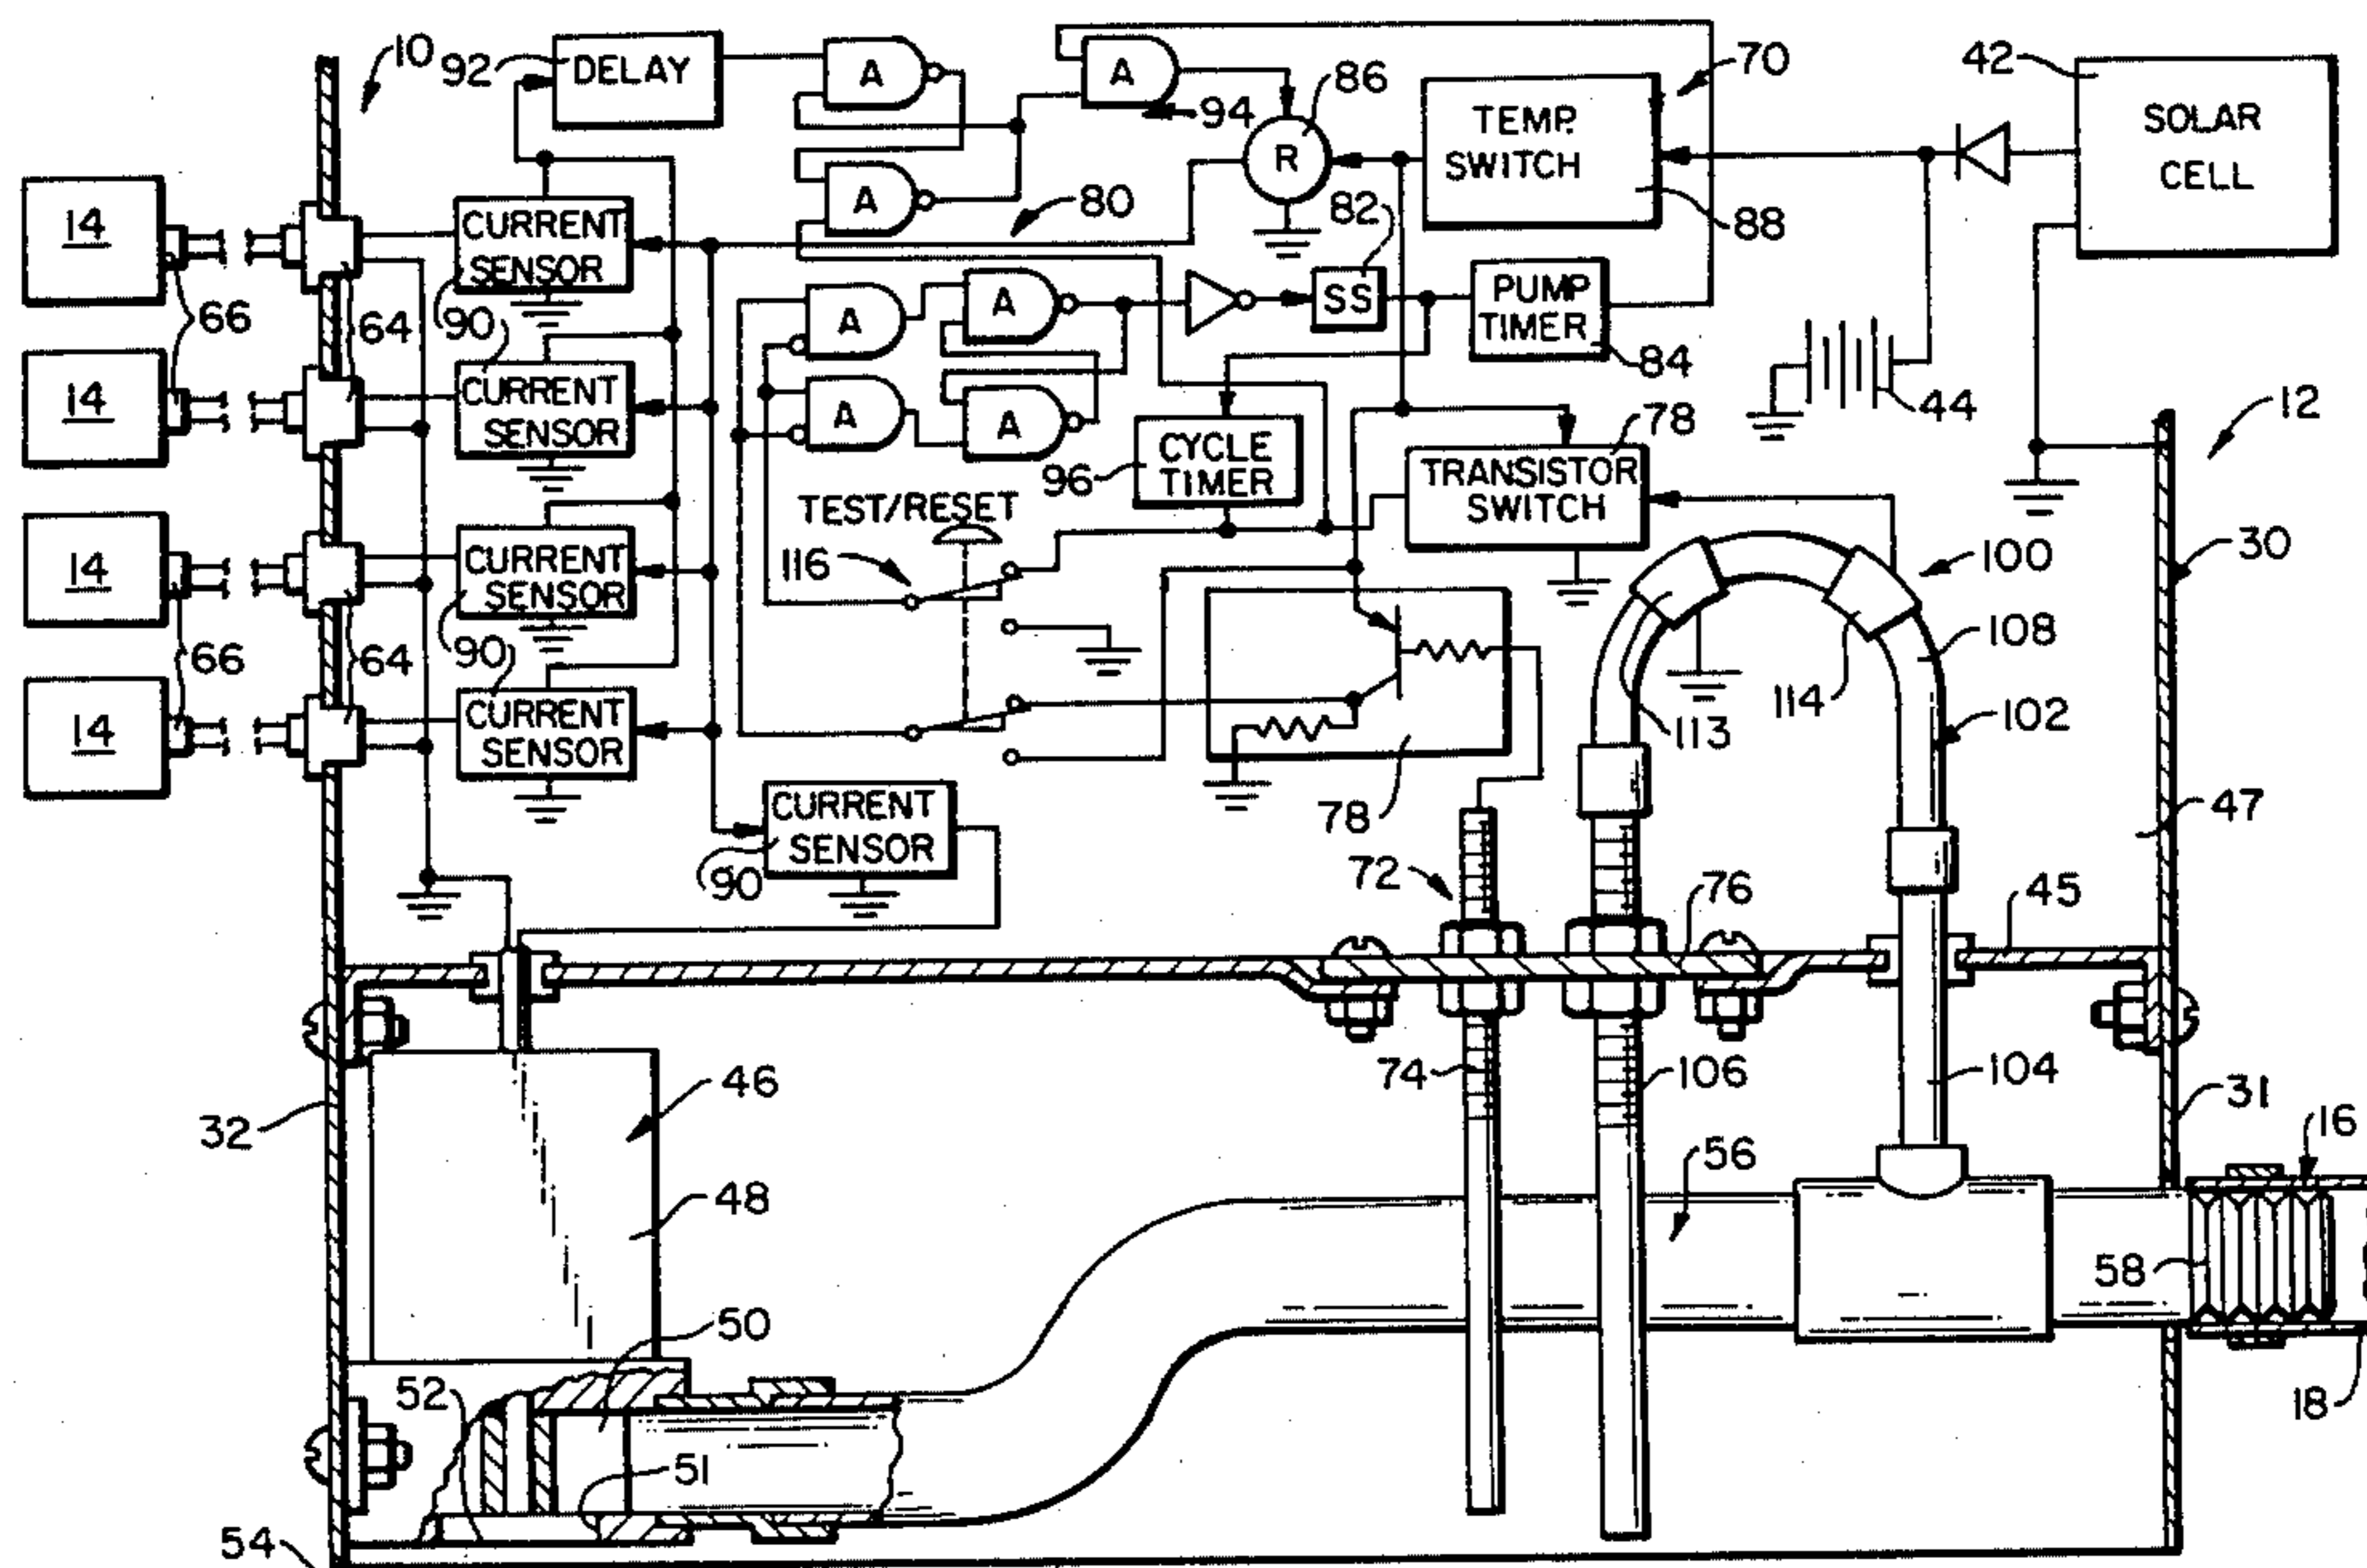 10
92
DELAY
A
A
94
86
R
TEMP.
SWITCH
88
70
42
SOLAR
CELL
14
66
64
CURRENT
SENSOR
90
A
80
82
SS
PUMP
TIMER
84
44
12
14
CURRENT
SENSOR
A
A
A
A
96
CYCLE
TIMER
78
TRANSISTOR
SWITCH
TEST/RESET
116
100
30
14
66
64
CURRENT
SENSOR
90
108
114
102
113
14
CURRENT
SENSOR
78
47
CURRENT
SENSOR
90
72
76
45
46
74
106
104
31
32
16
48
56
58
50
52
51
18
54